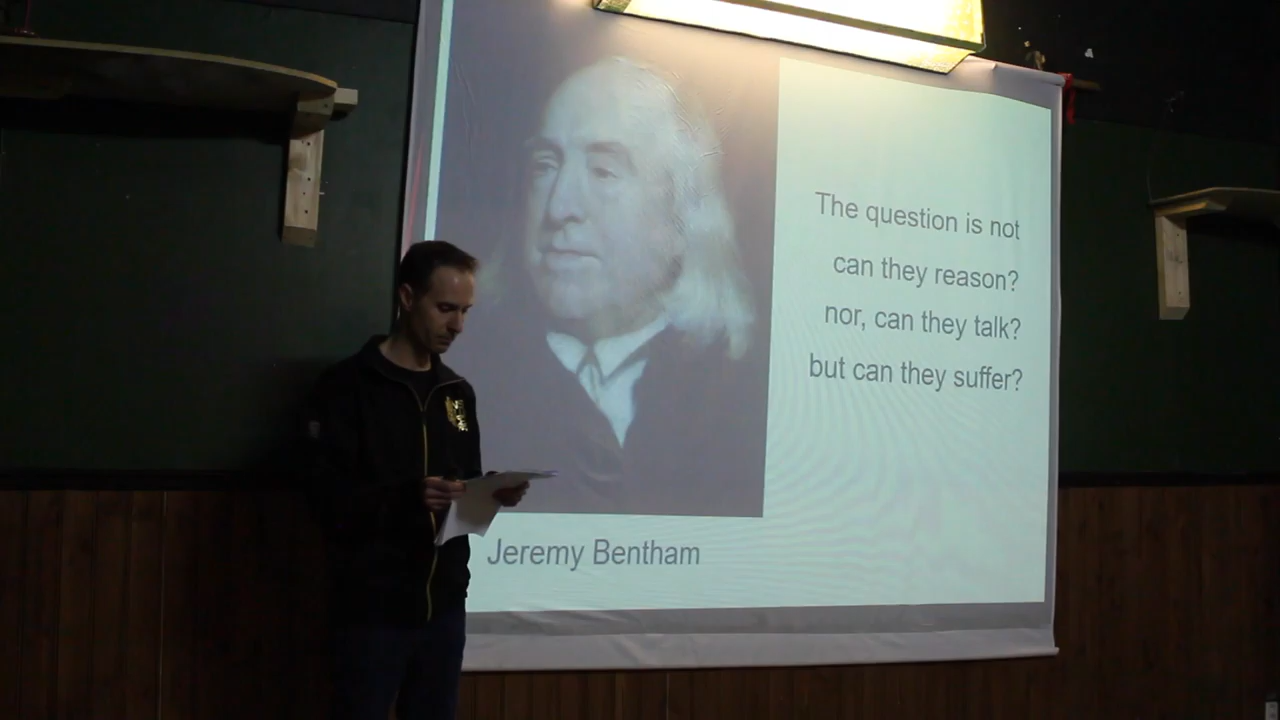 The question is not
can they reason?
nor, can they talk?
but can they suffer?
Jeremy Bentham